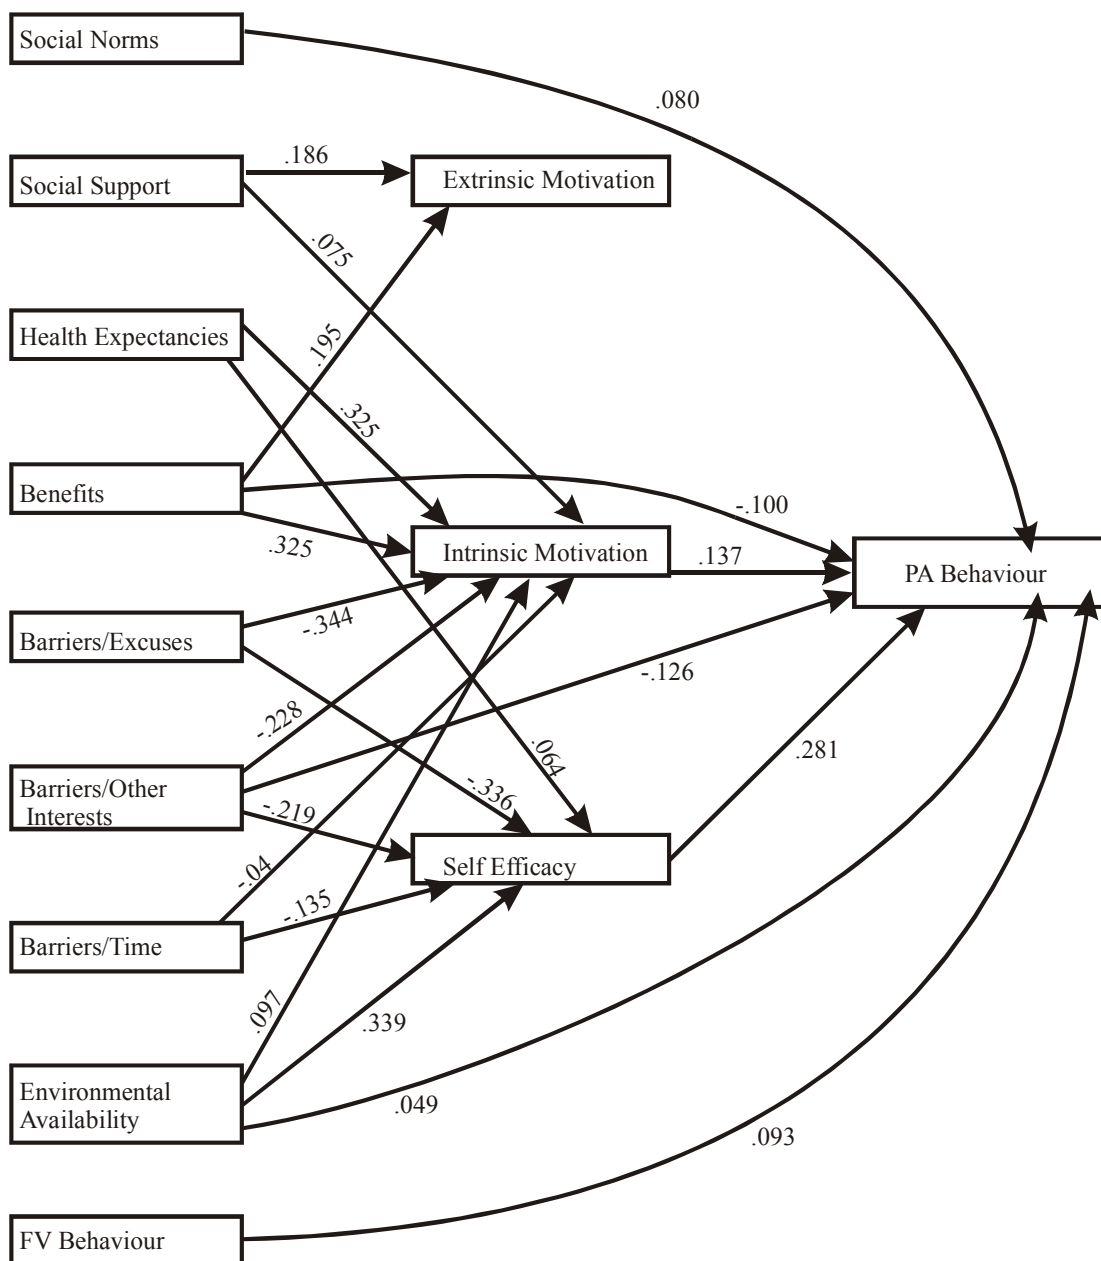 Social Norms
.080
.186
Social Support
Extrinsic Motivation
.075
Health Expectancies
.195
.325
Benefits
-.100
.325
Intrinsic Motivation
.137
PA Behaviour
Barriers/Excuses
-.344
-.126
-.228
.064
.281
Barriers/Other
Interests
-.336
-.219
Self Efficacy
-.04
-.135
Barriers/Time
.097
.339
Environmental
Availability
.049
.093
FV Behaviour